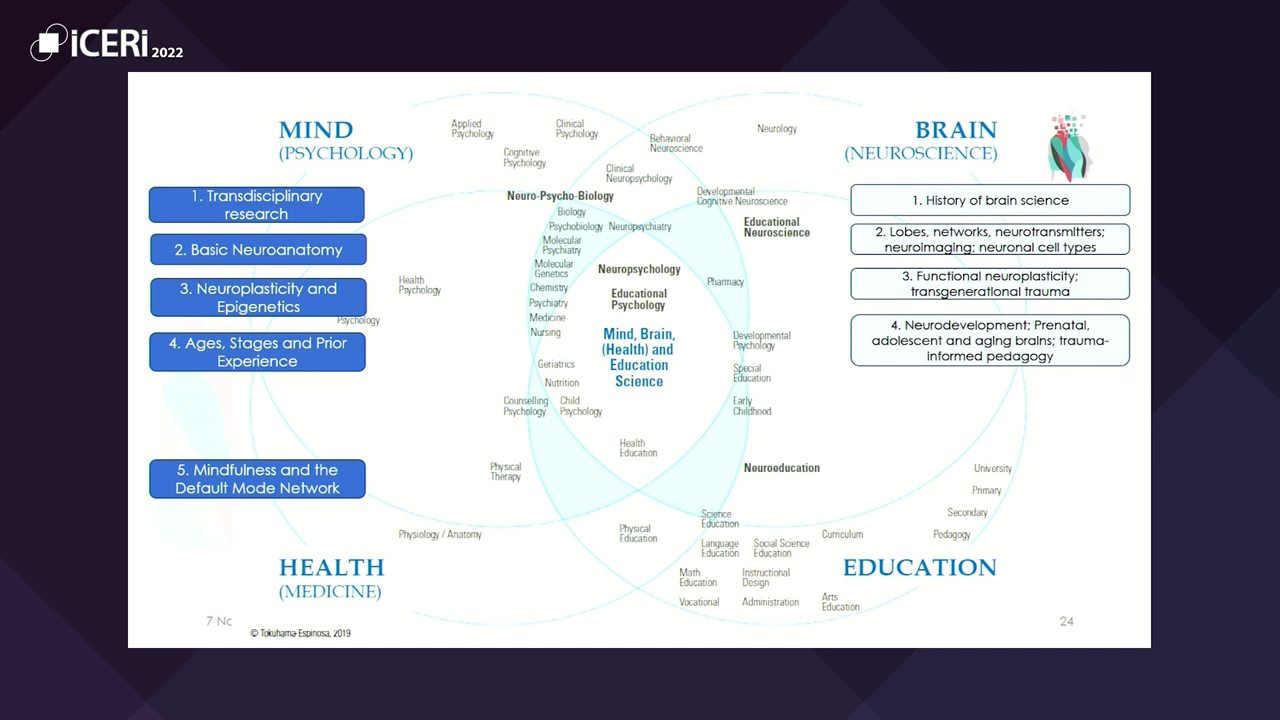 iCERi 2022
MIND
(PSYCHOLOGY)
BRAIN
(NEUROSCIENCE)
Applied
Psychology
Clinical
Psychology
Behavioral
Neuroscience
Neurology
Cognitive
Psychology
Clinical
Neuropsychology
Neuro-Psycho-Biology
Developmental
Cognitive Neuroscience
Biology
Psychobiology
Neuropsychiatry
Educational
Neuroscience
Molecular
Psychiatry
Molecular
Genetics
Neuropsychology
Chemistry
Educational
Psychology
Pharmacy
Health
Psychology
Psychiatry
Medicine
Nursing
Psychology
Mind, Brain,
(Health) and
Education
Science
Developmental
Psychology
Geriatrics
Special
Education
Nutrition
Counselling
Psychology
Child
Psychology
Early
Childhood
Health
Education
Physical
Therapy
Neuroeducation
University
Primary
Secondary
Pedagogy
Science
Education
Physical
Education
Language
Education
Social Science
Education
Curriculum
Physiology / Anatomy
Math
Education
Instructional
Design
Vocational
Administration
Arts
Education
HEALTH
(MEDICINE)
EDUCATION
1. Transdisciplinary
research
2. Basic Neuroanatomy
3. Neuroplasticity and
Epigenetics
4. Ages, Stages and Prior
Experience
5. Mindfulness and the
Default Mode Network
1. History of brain science
2. Lobes, networks, neurotransmitters;
neuroimaging; neuronal cell types
3. Functional neuroplasticity;
transgenerational trauma
4. Neurodevelopment; Prenatal,
adolescent and aging brains; trauma-
informed pedagogy
7 No
© Tokuhama-Espinosa, 2019
24